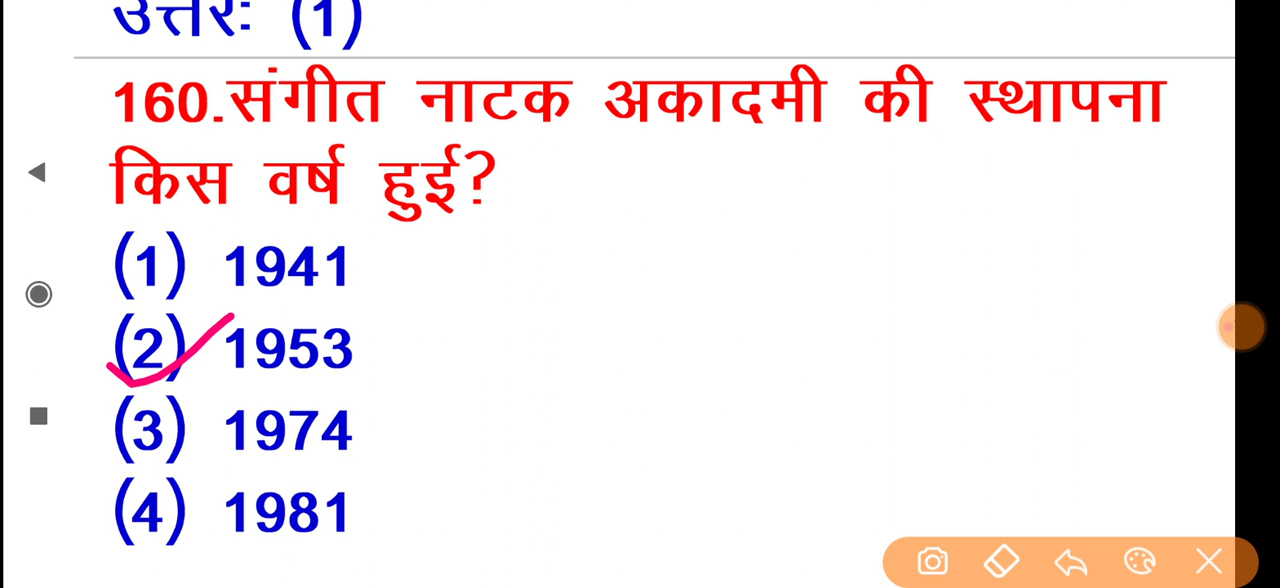 उत्तरः (1)
160.संगीत नाटक अकादमी की स्थापना
किस वर्ष हुई?
(1) 1941
(2) 1953
(3) 1974
(4) 1981